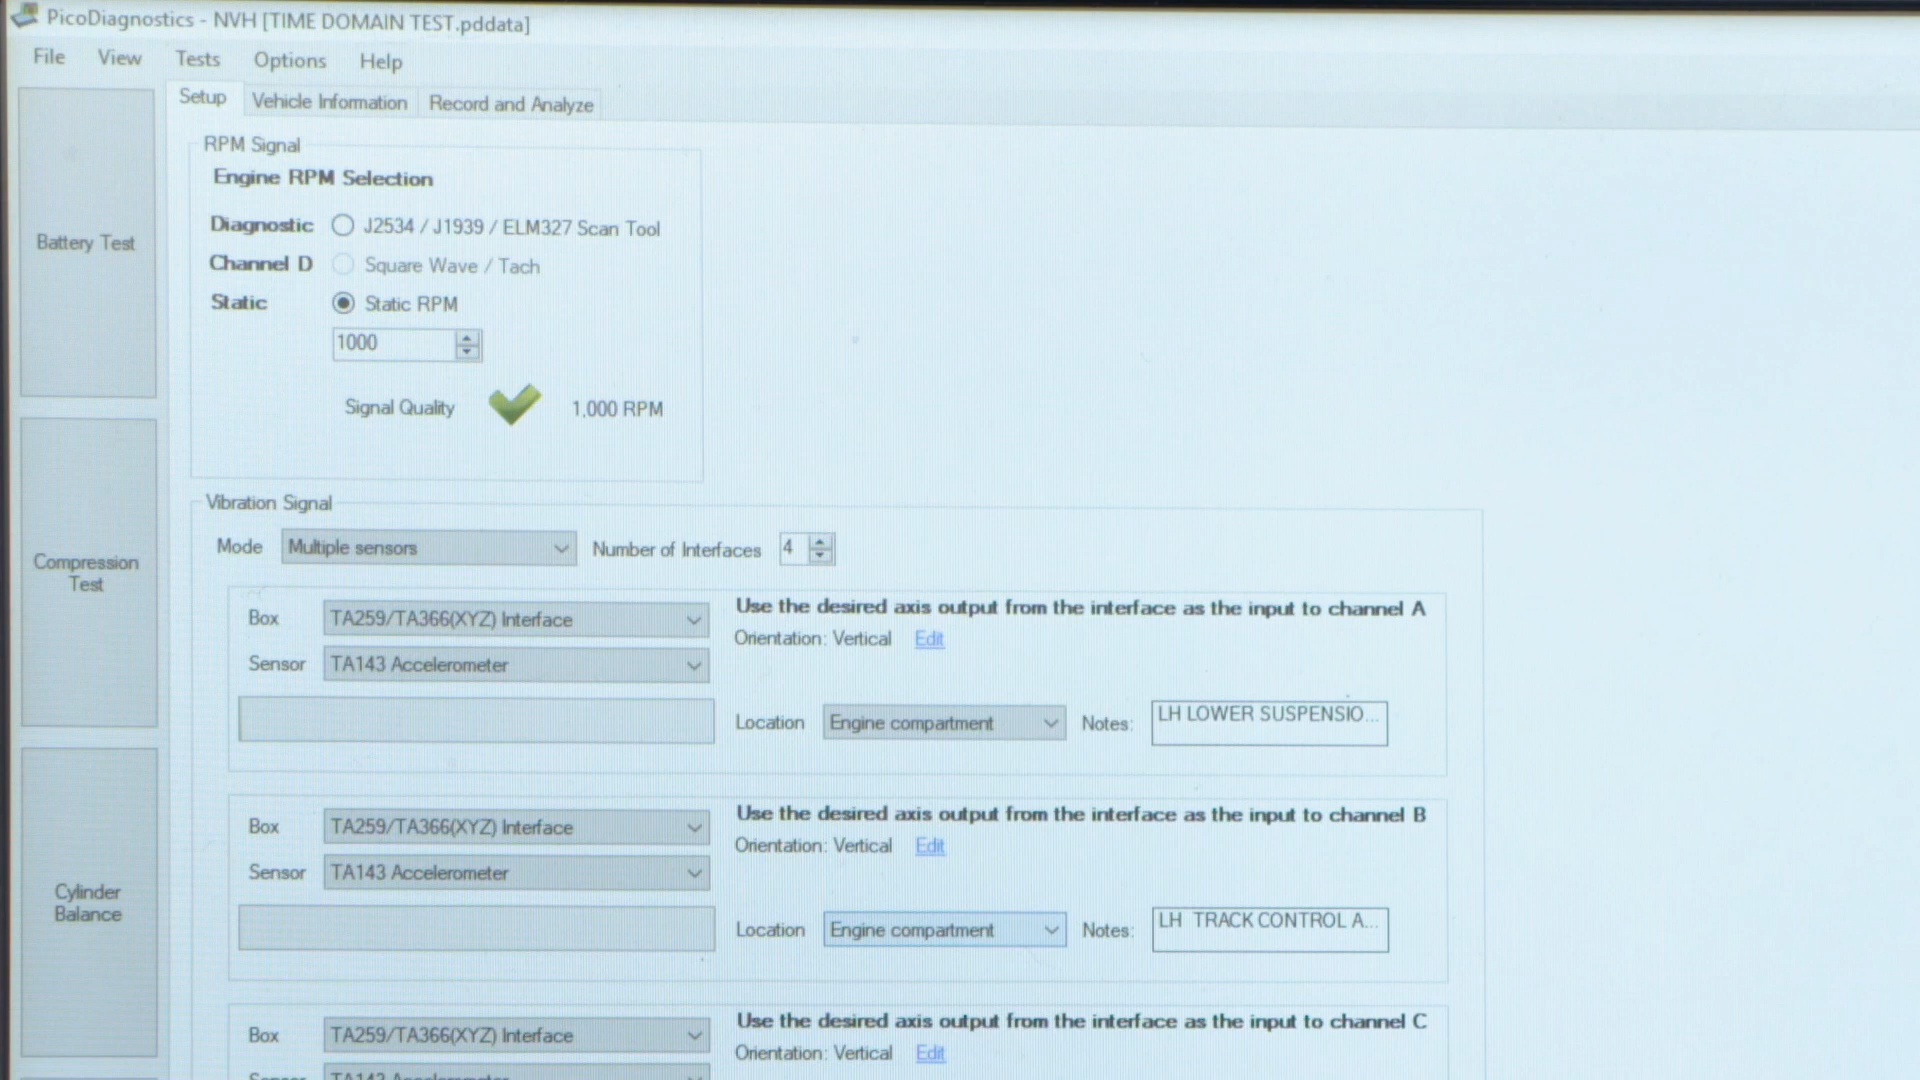 PicoDiagnostics - NVH [TIME DOMAIN TEST.pddata]
File View Tests Options Help
Setup Vehicle Information Record and Analyze
Battery Test
Compression
Test
Cylinder
Balance
RPM Signal
Engine RPM Selection
Diagnostic J2534 / J1939 / ELM327 Scan Tool
Channel D Square Wave / Tach
Static Static RPM
1000
Signal Quality 1,000 RPM
Vibration Signal
Mode Multiple sensors Number of Interfaces 4
Box TA259/TA366(XYZ) Interface
Use the desired axis output from the interface as the input to channel A
Orientation: Vertical Edit
Sensor TA143 Accelerometer
Location Engine compartment Notes: LH LOWER SUSPENSIO...
Box TA259/TA366(XYZ) Interface
Use the desired axis output from the interface as the input to channel B
Orientation: Vertical Edit
Sensor TA143 Accelerometer
Location Engine compartment Notes: LH TRACK CONTROL A...
Box TA259/TA366(XYZ) Interface
Use the desired axis output from the interface as the input to channel C
Orientation: Vertical Edit
Sensor TA143 Accelerometer